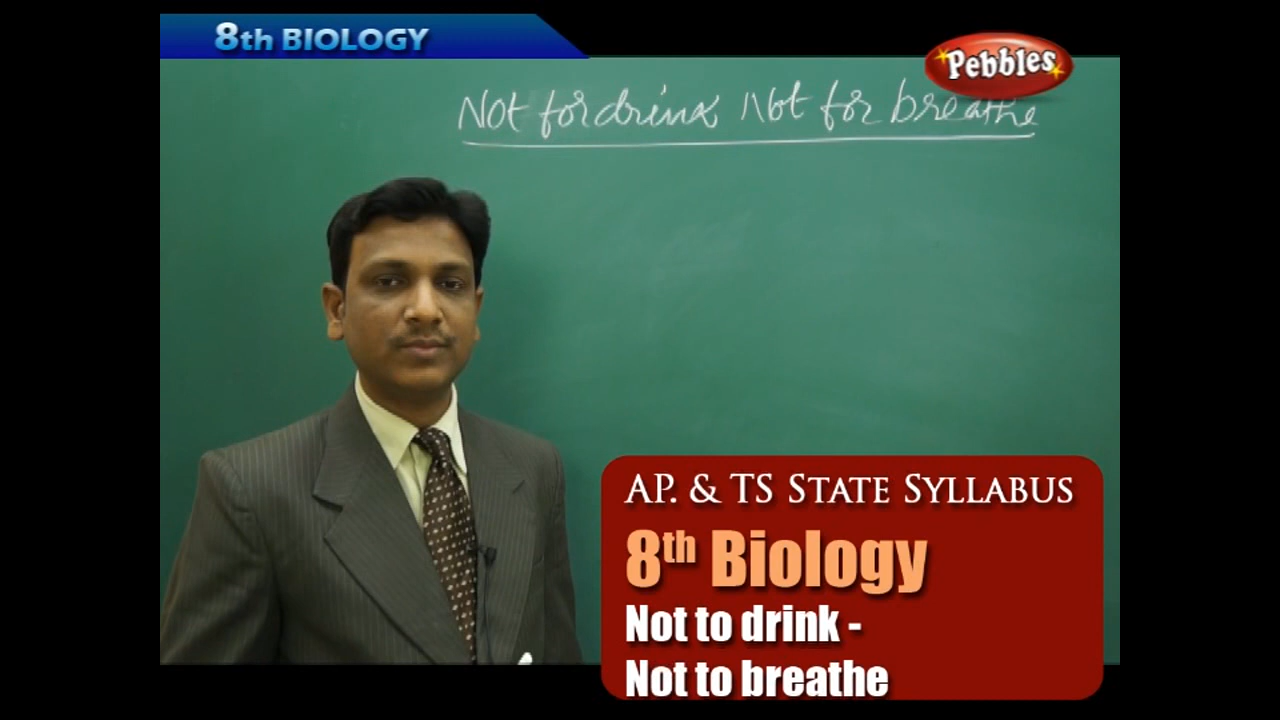 8th BIOLOGY
Pebbles
Not for drink Not for breathe
AP. & TS STATE SYLLABUS
8th Biology
Not to drink -
Not to breathe